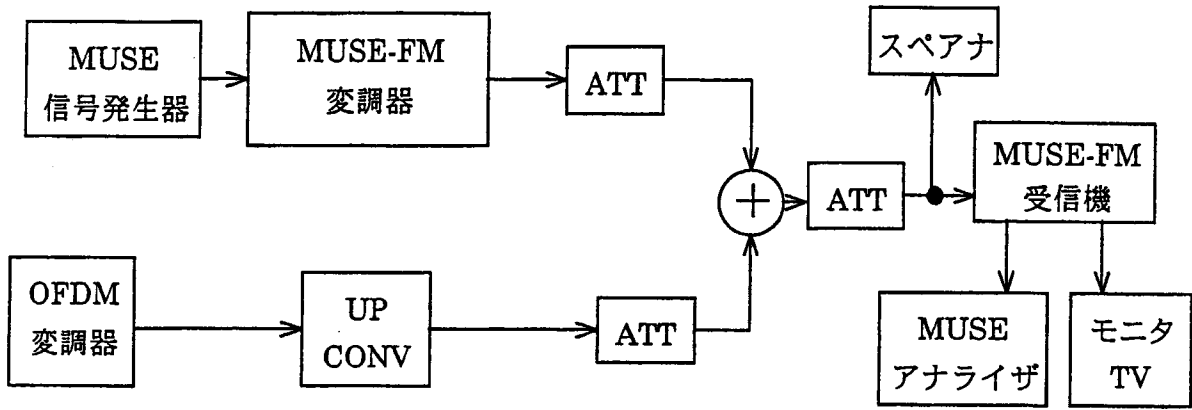 MUSE
信号発生器
MUSE-FM
変調器
ATT
スペアナ
ATT
MUSE-FM
受信機
OFDM
変調器
UP
CONV
ATT
MUSE
アナライザ
モニタ
TV